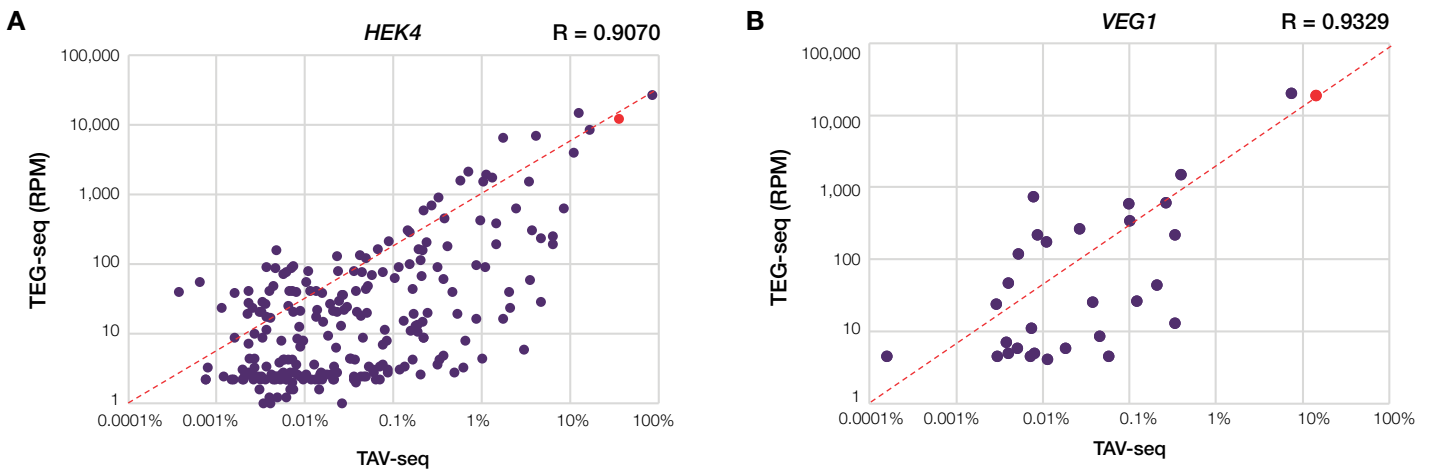 A
HEK4
R = 0.9070
TEG-seq (RPM)
100,000
10,000
1,000
100
10
1
0.0001%
0.001%
0.01%
0.1%
1%
10%
100%
TAV-seq
B
VEG1
R = 0.9329
TEG-seq (RPM)
100,000
10,000
1,000
100
10
1
0.0001%
0.001%
0.01%
0.1%
1%
10%
100%
TAV-seq